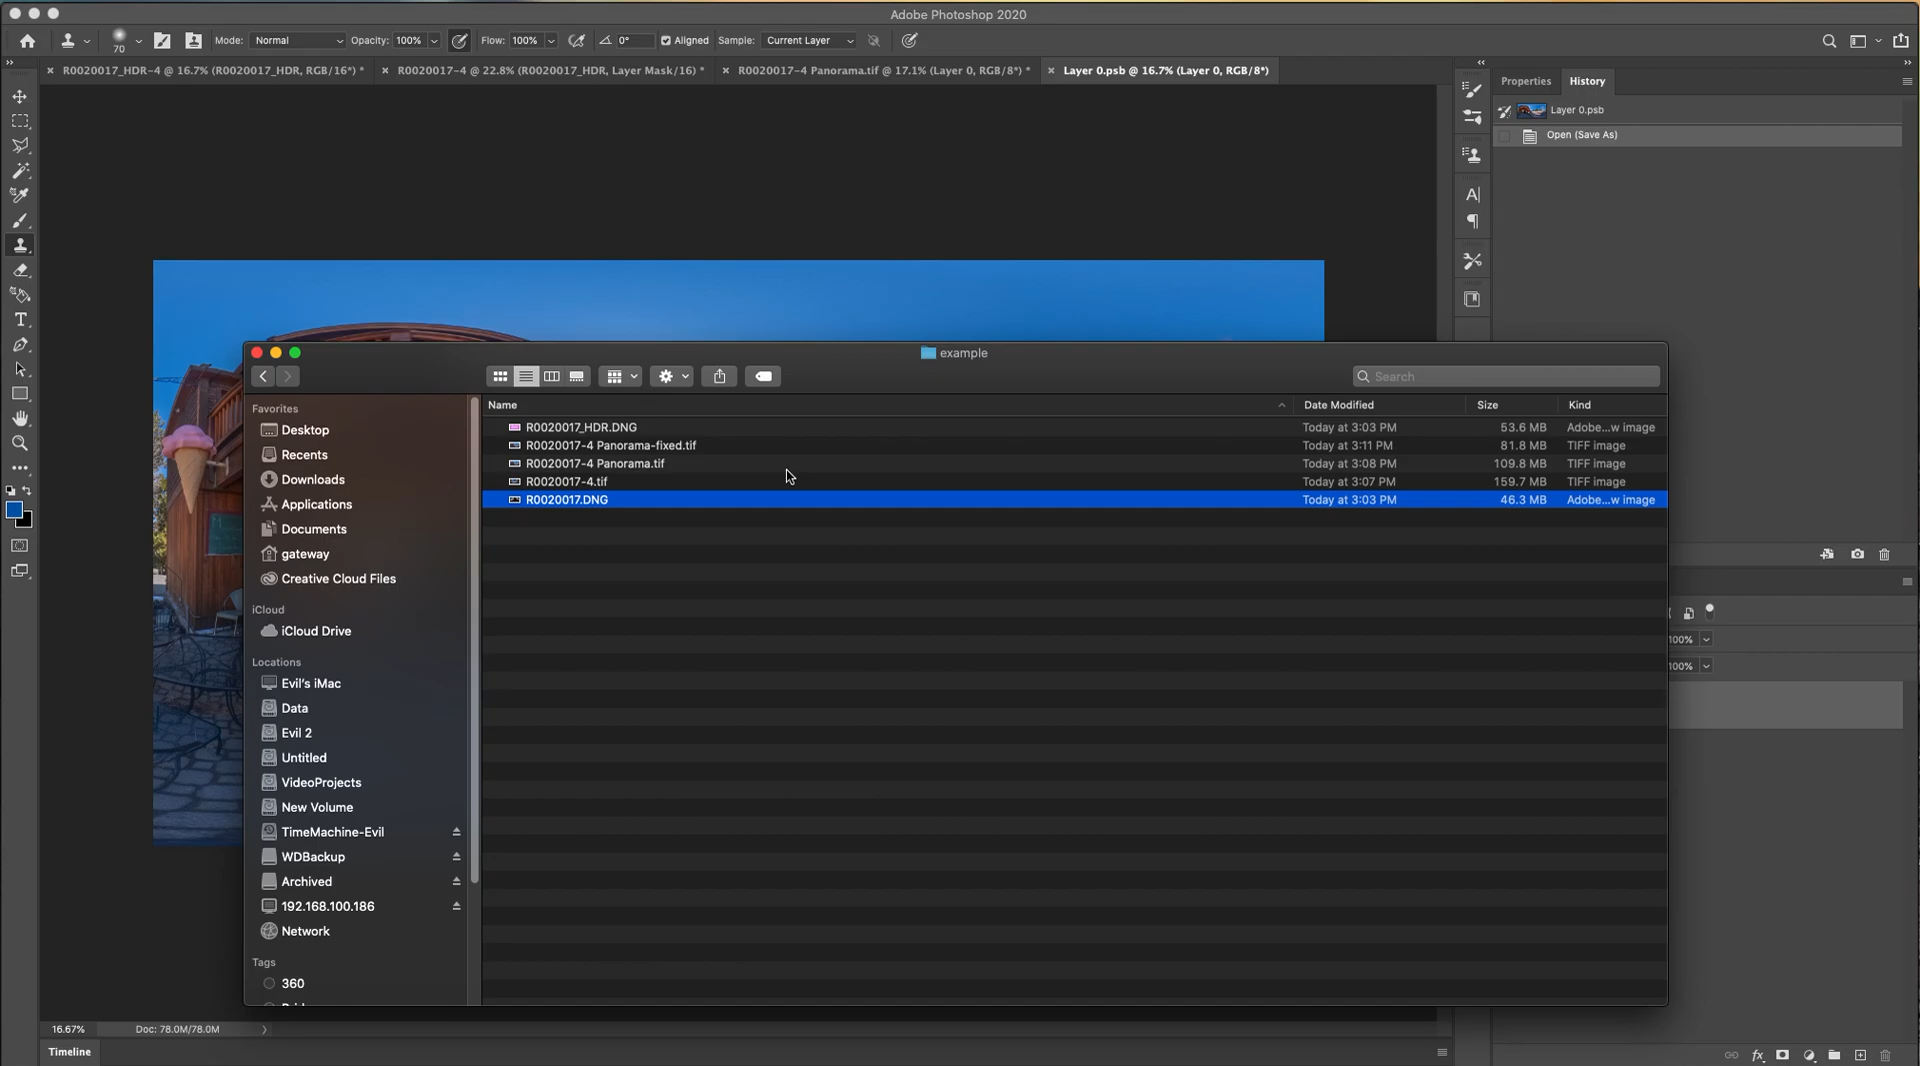 Adobe Photoshop 2020
70 Mode: Normal Opacity: 100% Flow: 100% 0° Aligned Sample: Current Layer
R0020017_HDR-4 @ 16.7% (R0020017_HDR, RGB/16*) * R0020017-4 @ 22.8% (R0020017_HDR, Layer Mask/16) * R0020017-4 Panorama.tif @ 17.1% (Layer 0, RGB/8*) * Layer 0.psb @ 16.7% (Layer 0, RGB/8*)
Properties History
Layer 0.psb
Open (Save As)
example
Search
Name Date Modified Size Kind
R0020017_HDR.DNG Today at 3:03 PM 53.6 MB Adobe...w image
R0020017-4 Panorama-fixed.tif Today at 3:11 PM 81.8 MB TIFF image
R0020017-4 Panorama.tif Today at 3:08 PM 109.8 MB TIFF image
R0020017-4.tif Today at 3:07 PM 159.7 MB TIFF image
R0020017.DNG Today at 3:03 PM 46.3 MB Adobe...w image
Favorites
Desktop
Recents
Downloads
Applications
Documents
gateway
Creative Cloud Files
iCloud
iCloud Drive
Locations
Evil's iMac
Data
Evil 2
Untitled
VideoProjects
New Volume
TimeMachine-Evil
WDBackup
Archived
192.168.100.186
Network
Tags
360
100%
100%
16.67% Doc: 78.0M/78.0M
Timeline